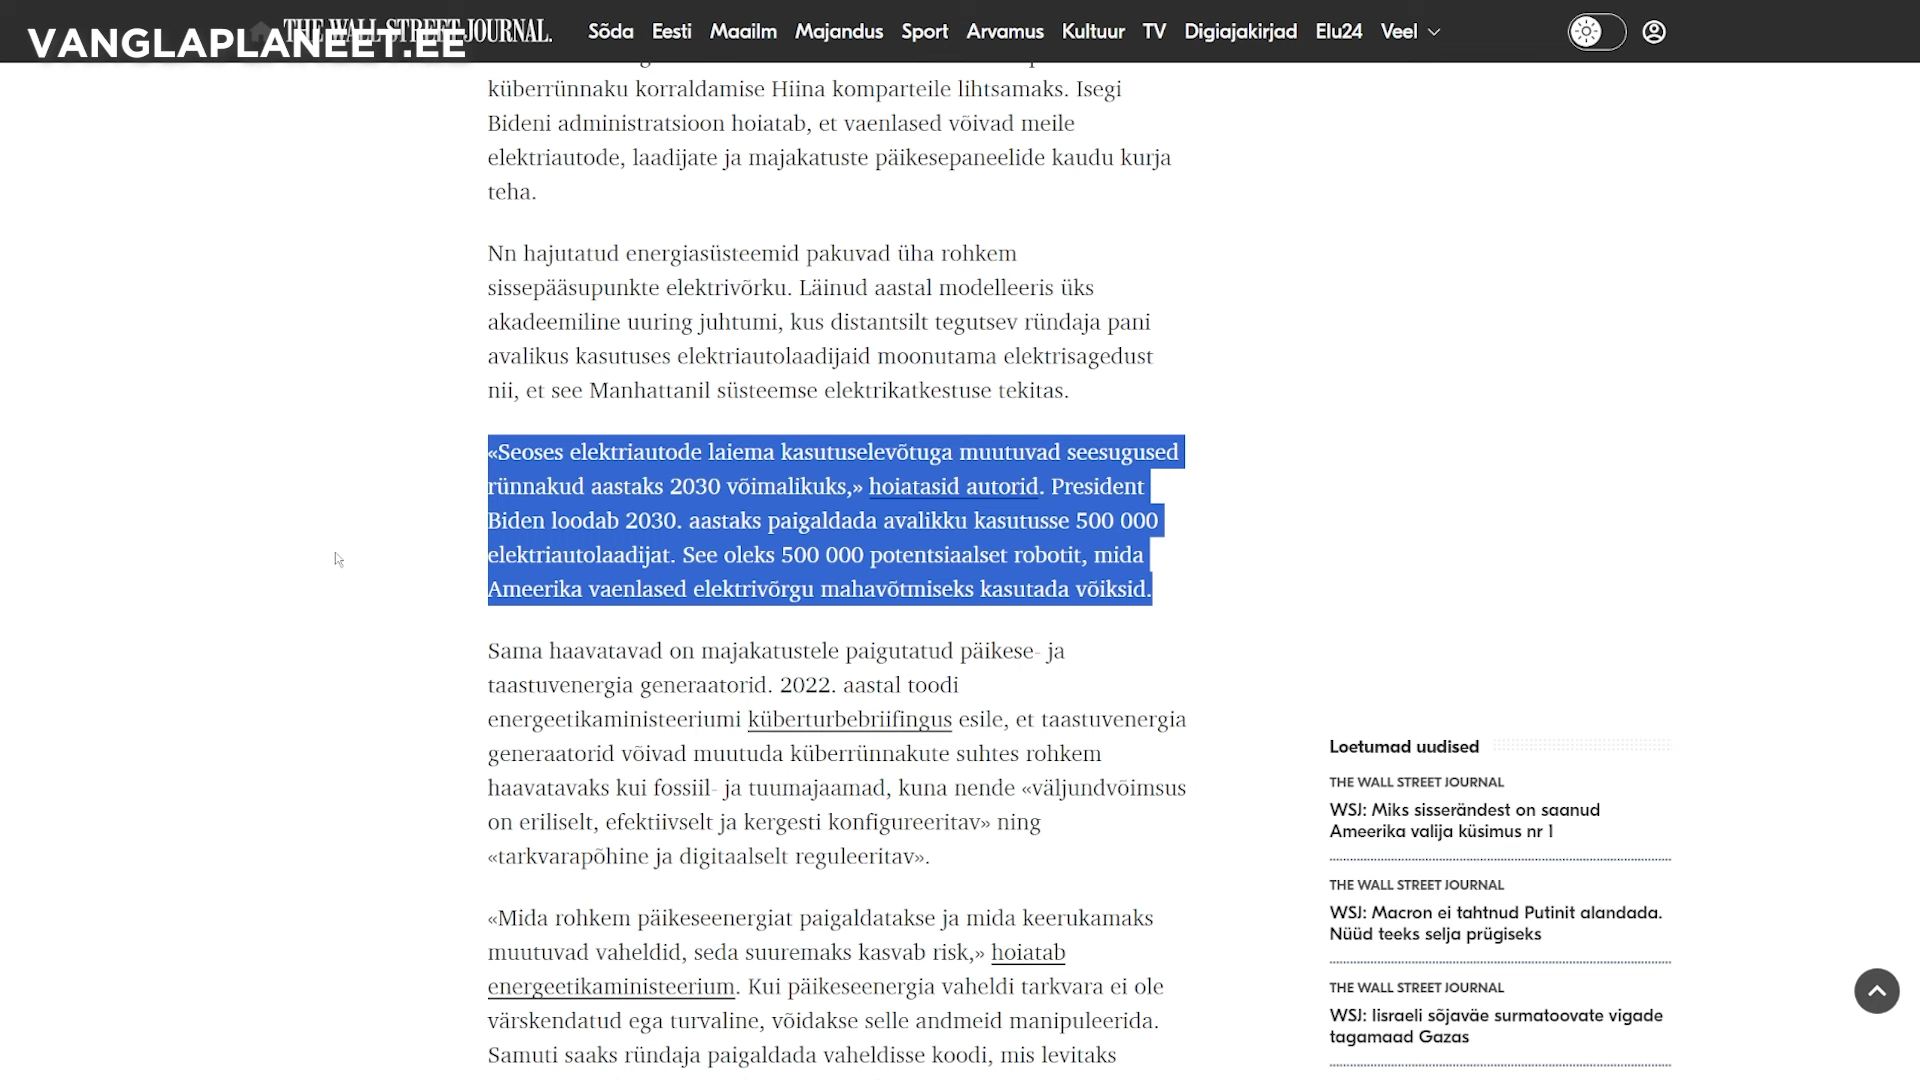 VANGLAPLANEET.EE
THE WALL STREET JOURNAL.
Sõda Eesti Maailm Majandus Sport Arvamus Kultuur TV Digiajakirjad Elu24 Veel
küberrünnaku korraldamise Hiina komparteile lihtsamaks. Isegi
Bideni administratsioon hoiatab, et vaenlased võivad meile
elektriautode, laadijate ja majakatuste päikesepaneelide kaudu kurja
teha.
Nn hajutatud energiasüsteemid pakuvad üha rohkem
sissepääsupunkte elektrivõrku. Läinud aastal modelleeris üks
akadeemiline uuring juhtumi, kus distantsilt tegutsev ründaja pani
avalikus kasutuses elektriautolaadijaid moonutama elektrisagedust
nii, et see Manhattanil süsteemse elektrikatkestuse tekitas.
«Seoses elektriautode laiema kasutuselevõtuga muutuvad seesugused
rünnakud aastaks 2030 võimalikuks,» hoiatasid autorid. President
Biden loodab 2030. aastaks paigaldada avalikku kasutusse 500 000
elektriautolaadijat. See oleks 500 000 potentsiaalset robotit, mida
Ameerika vaenlased elektrivõrgu mahavõtmiseks kasutada võiksid.
Sama haavatavad on majakatustele paigutatud päikese- ja
taastuvenergia generaatorid. 2022. aastal toodi
energeetikaministeeriumi küberturbebriifingus esile, et taastuvenergia
generaatorid võivad muutuda küberrünnakute suhtes rohkem
haavatavaks kui fossiil- ja tuumajaamad, kuna nende «väljundvõimsus
on eriliselt, efektiivselt ja kergesti konfigureeritav» ning
«tarkvarapõhine ja digitaalselt reguleeritav».
«Mida rohkem päikeseenergiat paigaldatakse ja mida keerukamaks
muutuvad vaheldid, seda suuremaks kasvab risk,» hoiatab
energeetikaministeerium. Kui päikeseenergia vaheldi tarkvara ei ole
värskendatud ega turvaline, võidakse selle andmeid manipuleerida.
Samuti saaks ründaja paigaldada vaheldisse koodi, mis levitaks
Loetumad uudised
THE WALL STREET JOURNAL
WSJ: Miks sisserändest on saanud
Ameerika valija küsimus nr 1
THE WALL STREET JOURNAL
WSJ: Macron ei tahtnud Putinit alandada.
Nüüd teeks selja prügiseks
THE WALL STREET JOURNAL
WSJ: Iisraeli sõjaväe surmatoovate vigade
tagamaad Gazas